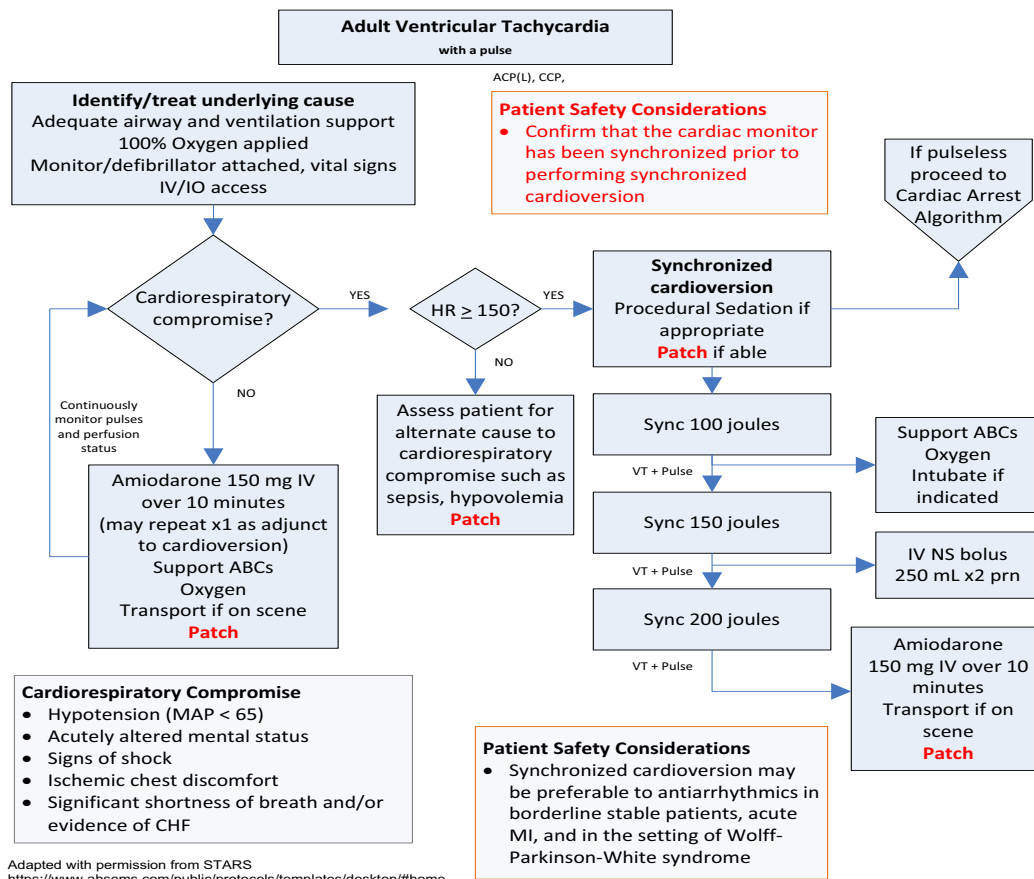 Adult Ventricular Tachycardia
with a pulse
ACP(L), CCP,
Identify/treat underlying cause
Adequate airway and ventilation support
100% Oxygen applied
Monitor/defibrillator attached, vital signs
IV/IO access
Patient Safety Considerations
• Confirm that the cardiac monitor
has been synchronized prior to
performing synchronized
cardioversion
If pulseless
proceed to
Cardiac Arrest
Algorithm
Cardiorespiratory
compromise?
YES
HR ≥ 150?
YES
Synchronized
cardioversion
Procedural Sedation if
appropriate
Patch if able
NO
NO
Continuously
monitor pulses
and perfusion
status
Amiodarone 150 mg IV
over 10 minutes
(may repeat x1 as adjunct
to cardioversion)
Support ABCs
Oxygen
Transport if on scene
Patch
Assess patient for
alternate cause to
cardiorespiratory
compromise such as
sepsis, hypovolemia
Patch
Sync 100 joules
VT + Pulse
Support ABCs
Oxygen
Intubate if
indicated
Sync 150 joules
VT + Pulse
IV NS bolus
250 mL x2 prn
Sync 200 joules
VT + Pulse
Amiodarone
150 mg IV over 10
minutes
Transport if on
scene
Patch
Cardiorespiratory Compromise
• Hypotension (MAP < 65)
• Acutely altered mental status
• Signs of shock
• Ischemic chest discomfort
• Significant shortness of breath and/or
evidence of CHF
Patient Safety Considerations
• Synchronized cardioversion may
be preferable to antiarrhythmics in
borderline stable patients, acute
MI, and in the setting of Wolff-
Parkinson-White syndrome
Adapted with permission from STARS
https://www.ahsems.com/public/protocols/templates/desktop/#home